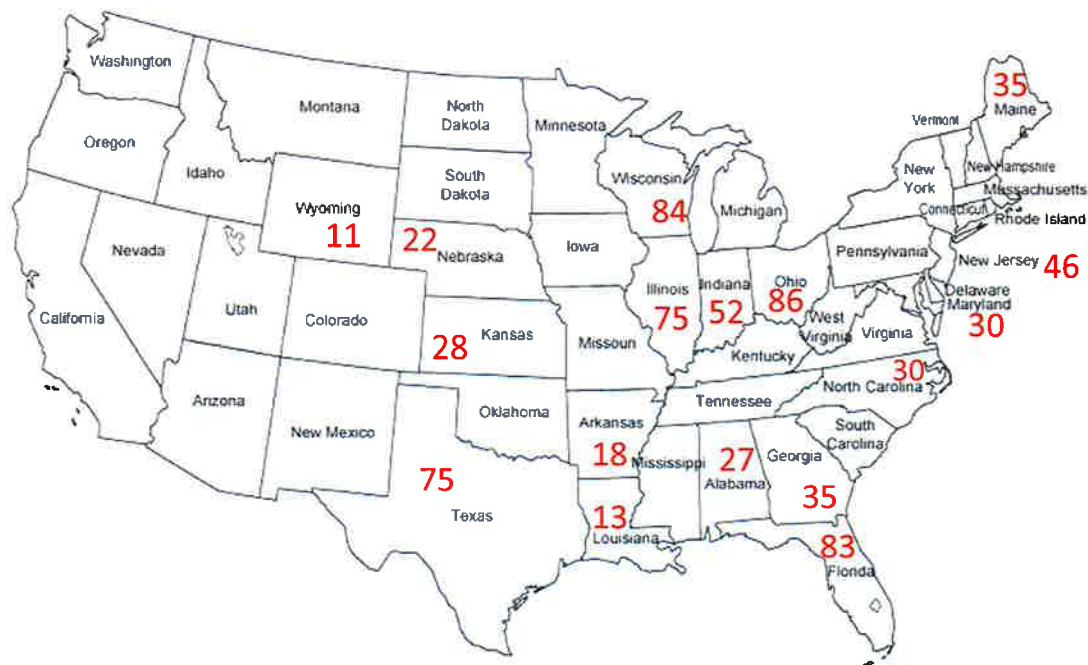 Washington
Montana
North
Dakota
Minnesota
35
Maine
Vermont
Oregon
Idaho
South
Dakota
Wisconsin
84
Michigan
New
York
New Hampshire
Massachusetts
Connecticut
Rhode Island
Wyoming
11
22
Nebraska
Iowa
Pennsylvania
New Jersey 46
Nevada
Utah
Colorado
Illinois
75
Indiana
52
Ohio
86
Delaware
Maryland
30
California
28
Kansas
Missoun
West
Virginia
Virginia
Kentucky
30
North Carolina
Arizona
New Mexico
Oklahoma
Arkansas
18
Tennessee
South
Carolina
75
Texas
Mississippi
27
Alabama
Georgia
35
13
Louisiana
83
Flonda